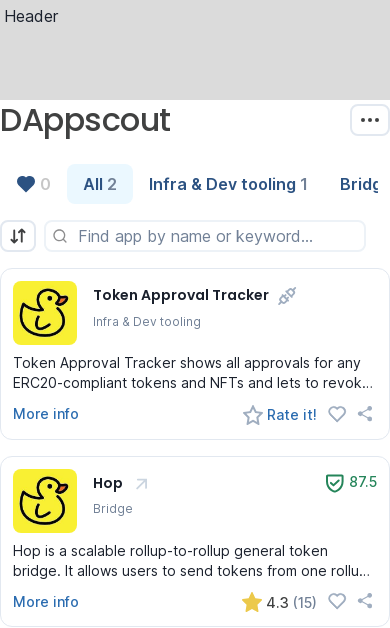 Header
DAppscout
0 All 2 Infra & Dev tooling 1 Bridg
Find app by name or keyword...
Token Approval Tracker
Infra & Dev tooling
Token Approval Tracker shows all approvals for any
ERC20-compliant tokens and NFTs and lets to revok...
More info Rate it!
Hop 87.5
Bridge
Hop is a scalable rollup-to-rollup general token
bridge. It allows users to send tokens from one rollu...
More info 4.3 (15)